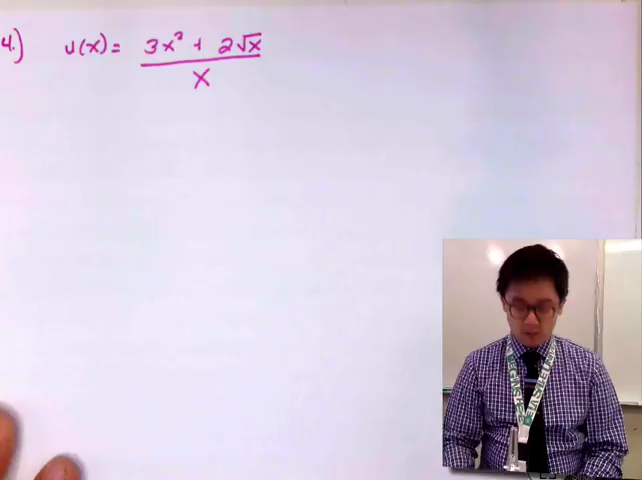 4.) u(x) = 3x² + 2√x
x